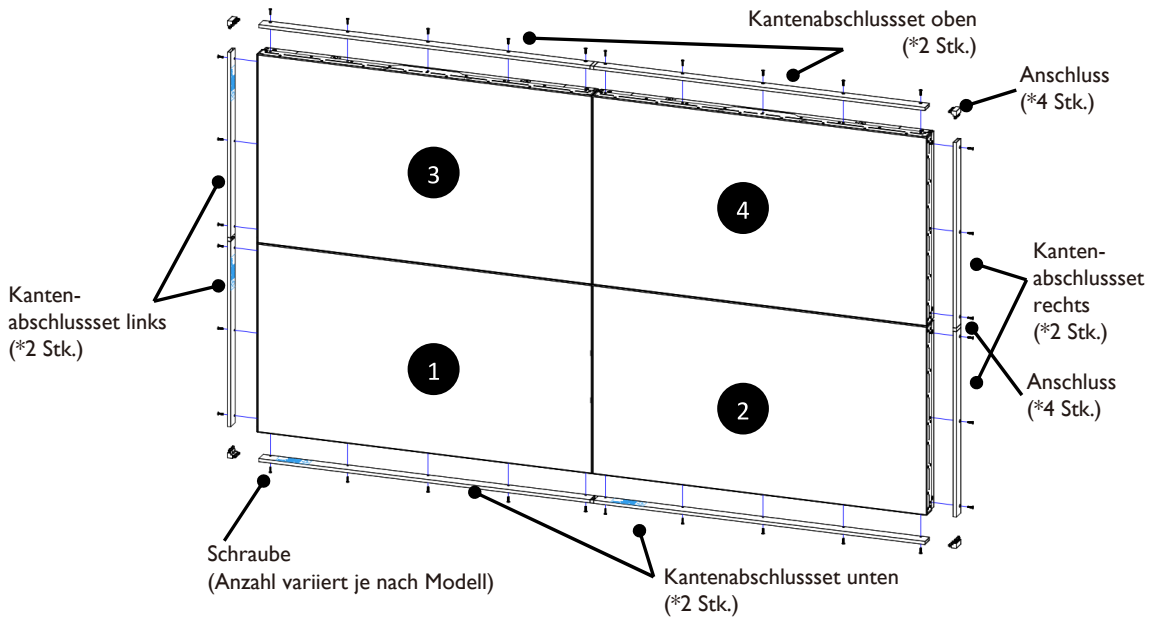 Kantenabschlussset oben
(*2 Stk.)
Anschluss
(*4 Stk.)
3
4
Kanten-
abschlussset links
(*2 Stk.)
Kanten-
abschlussset
rechts
(*2 Stk.)
1
2
Anschluss
(*4 Stk.)
Schraube
(Anzahl variiert je nach Modell)
Kantenabschlussset unten
(*2 Stk.)